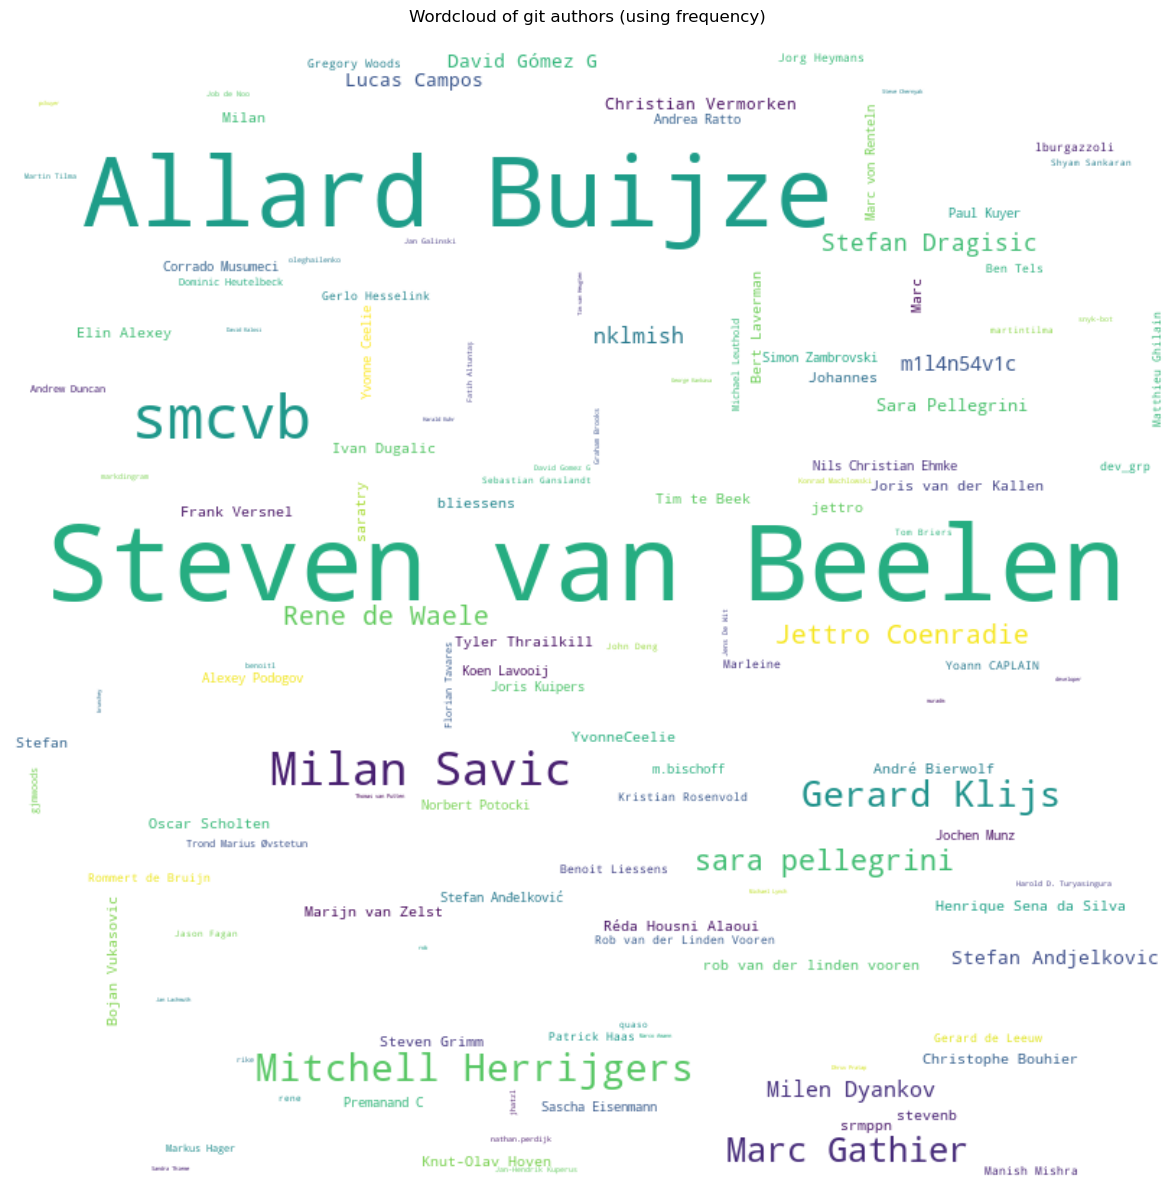 Wordcloud of git authors (using frequency)
Gregory Woods
David Gómez G
Jorg Heymans
Lucas Campos
Job de Noo
Steve Chernyak
Milan
Christian Vermorken
Andrea Ratto
Marc von Renteln
lburgazzoli
Shyam Sankaran
Martin Tilma
Allard Buijze
Paul Kuyer
Jan Galinski
Stefan Dragisic
Corrado Musumeci
oleghailenko
Ben Tels
Dominic Heutelbeck
Gerlo Hesselink
Marc
Bert Laverman
Yvonne Ceelie
Elin Alexey
nklmish
Michael Leuthold
snyk-bot
martintilma
Matthieu Ghilain
Fatih Altuntaş
Simon Zambrovski
m1l4n54v1c
Johannes
Andrew Duncan
smcvb
Sara Pellegrini
Graham Brooks
Ivan Dugalic
David Gomez G
Nils Christian Ehmke
dev_grp
markdingram
Sebastian Ganslandt
Konrad Wachlowski
Joris van der Kallen
saratry
bliessens
Tim te Beek
jettro
Frank Versnel
Tom Briers
Steven van Beelen
Rene de Waele
Jettro Coenradie
Tyler Thrailkill
John Deng
Jens De Wit
benoitl
Koen Lavooij
Marleine
Yoann CAPLAIN
Alexey Podogov
Florian Tavares
Joris Kuipers
developer
Stefan
YvonneCeelie
Milan Savic
m.bischoff
André Bierwolf
gjmwoods
Thomas van Putten
Norbert Potocki
Kristian Rosenvold
Gerard Klijs
Oscar Scholten
Trond Marius Øvstetun
Jochen Munz
sara pellegrini
Benoit Liessens
Rommert de Bruijn
Harold D. Turyasingura
Stefan Anđelković
Marijn van Zelst
Henrique Sena da Silva
Bojan Vukasovic
Jason Fagan
Réda Housni Alaoui
Rob van der Linden Vooren
rob van der linden vooren
Stefan Andjelkovic
quaso
Patrick Haas
Steven Grimm
Gerard de Leeuw
Christophe Bouhier
rike
Mitchell Herrijgers
Milen Dyankov
rene
Premanand C
jhatzi
Sascha Eisenmann
stevenb
srmppn
nathan.perdijk
Markus Hager
Marc Gathier
Knut-Olav Hoven
Jan-Hendrik Kuperus
Manish Mishra